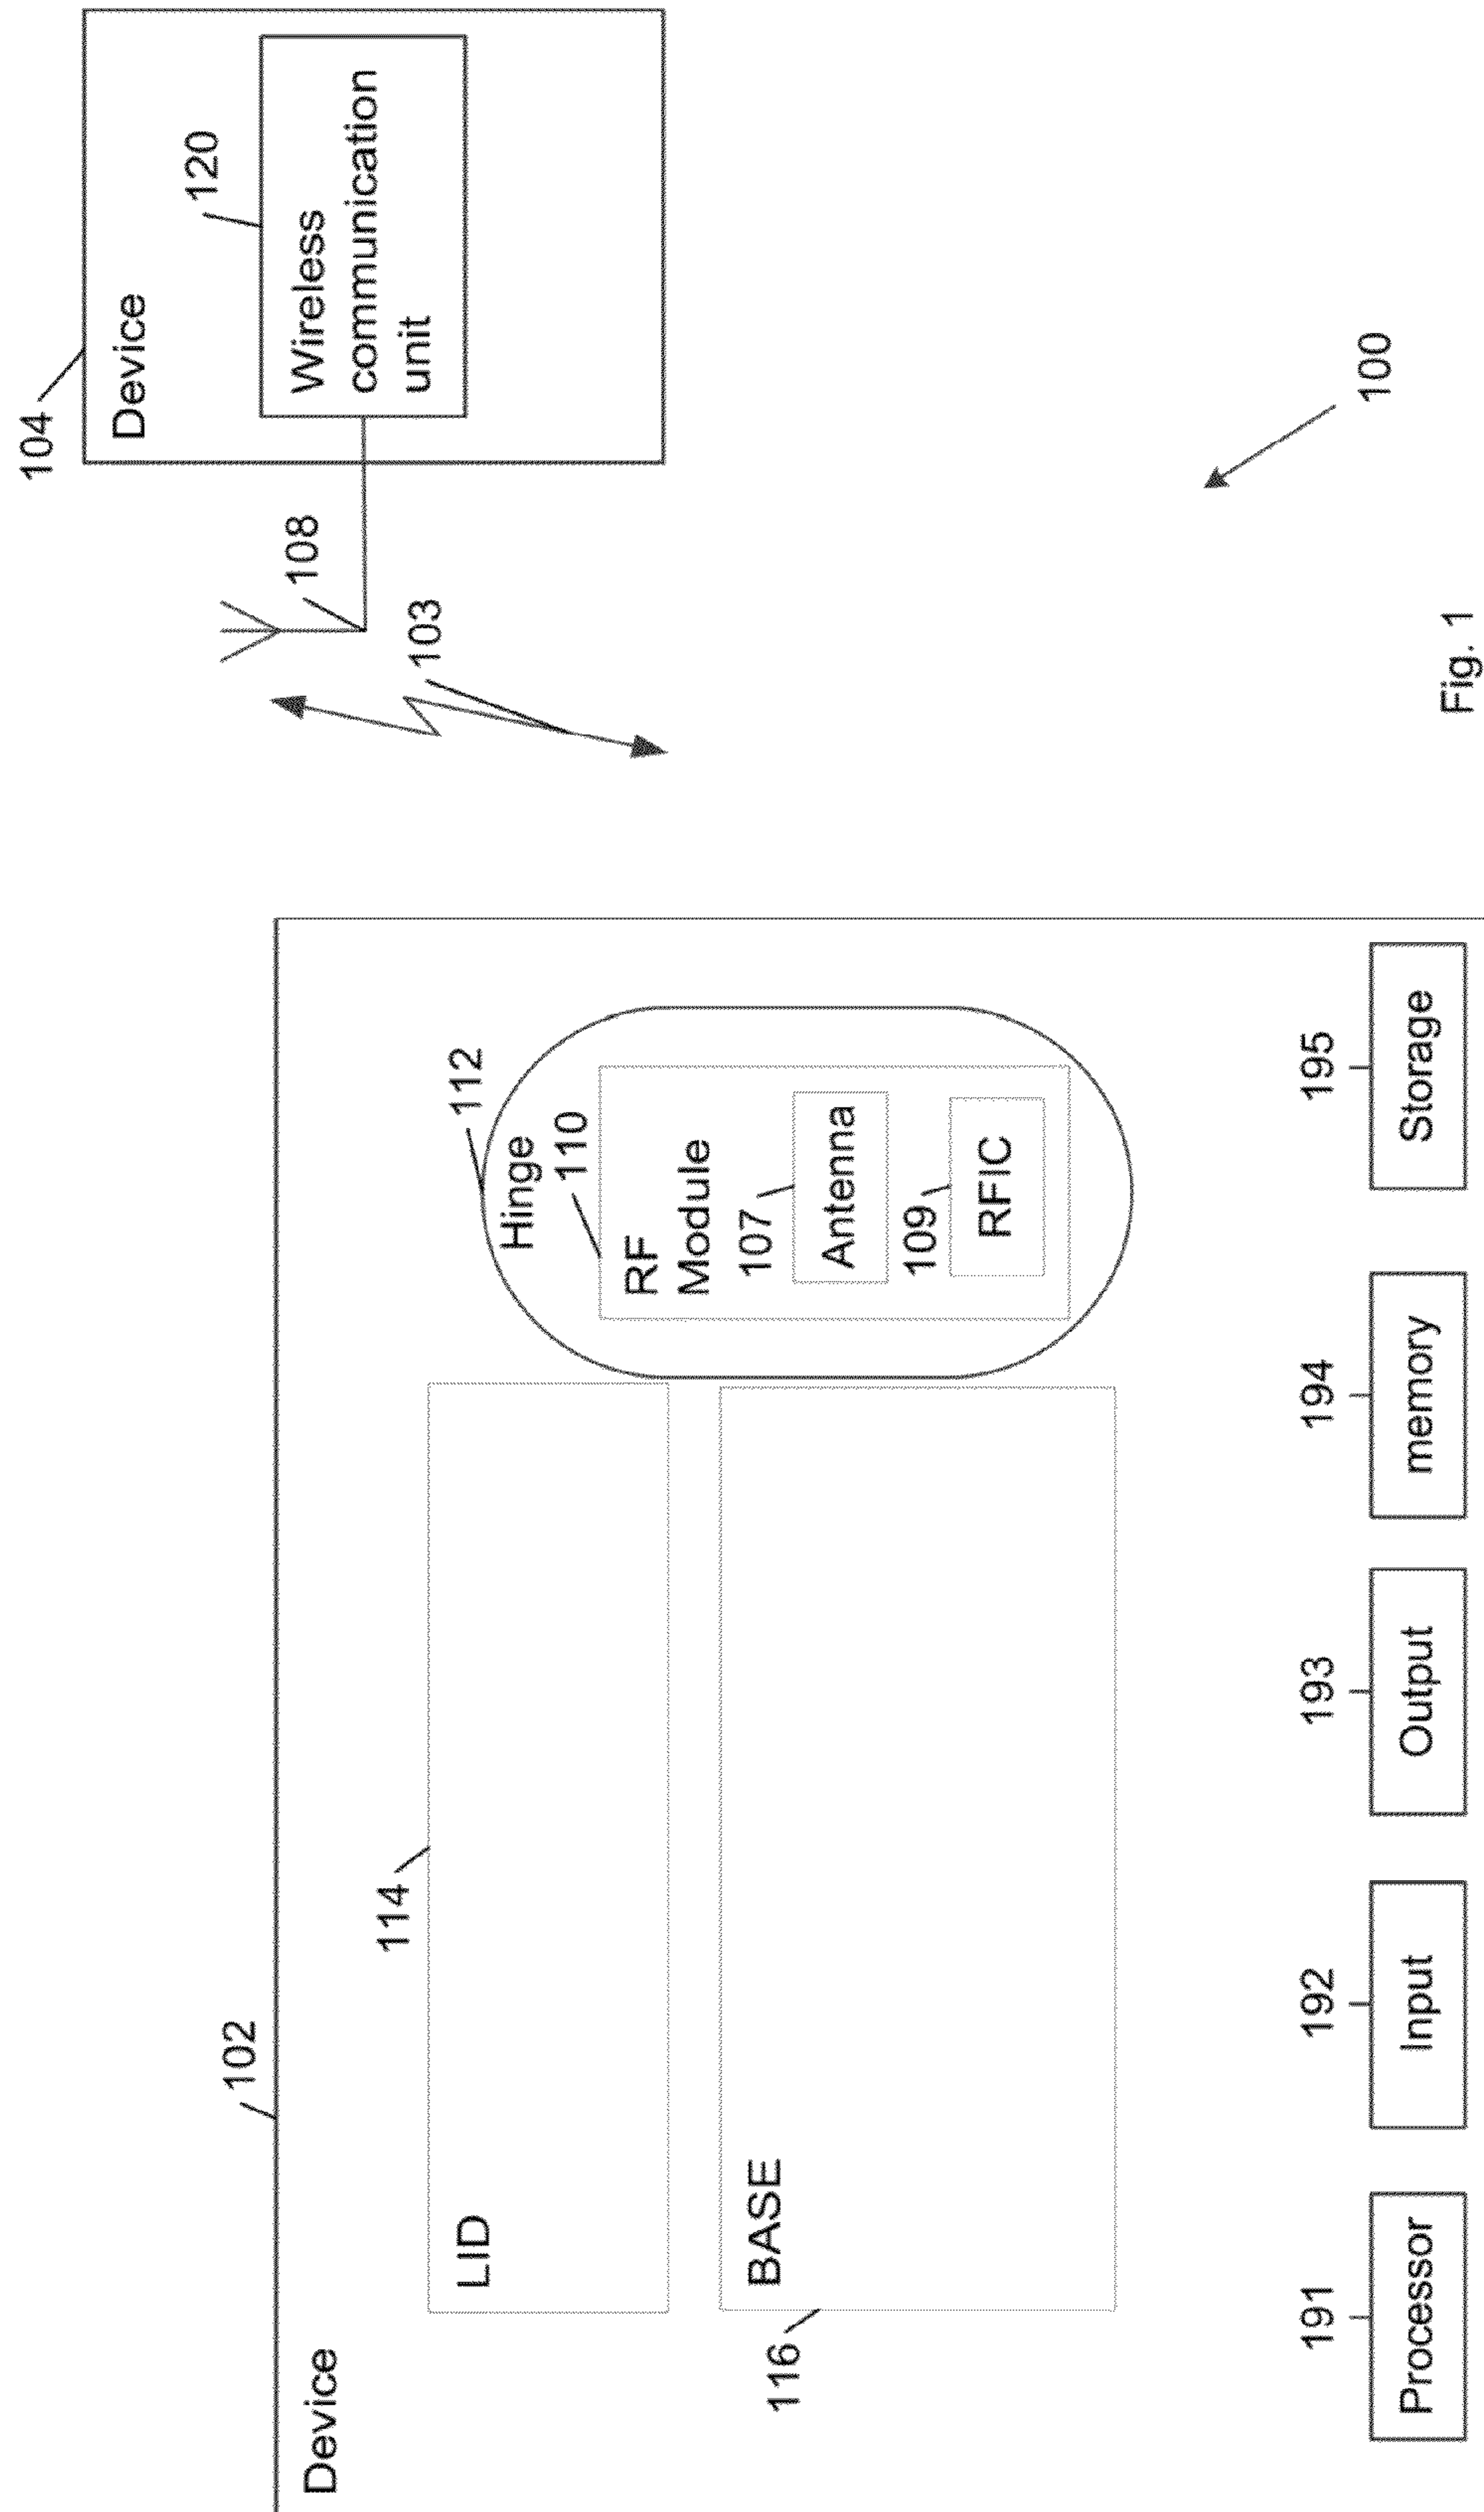 104
Device
120
Wireless
communication
unit
108
103
100
102
Device
114
LID
112
Hinge
110
RF
Module
107
Antenna
109
RFIC
116
BASE
191
192
193
194
195
Processor
Input
Output
memory
Storage
Fig. 1